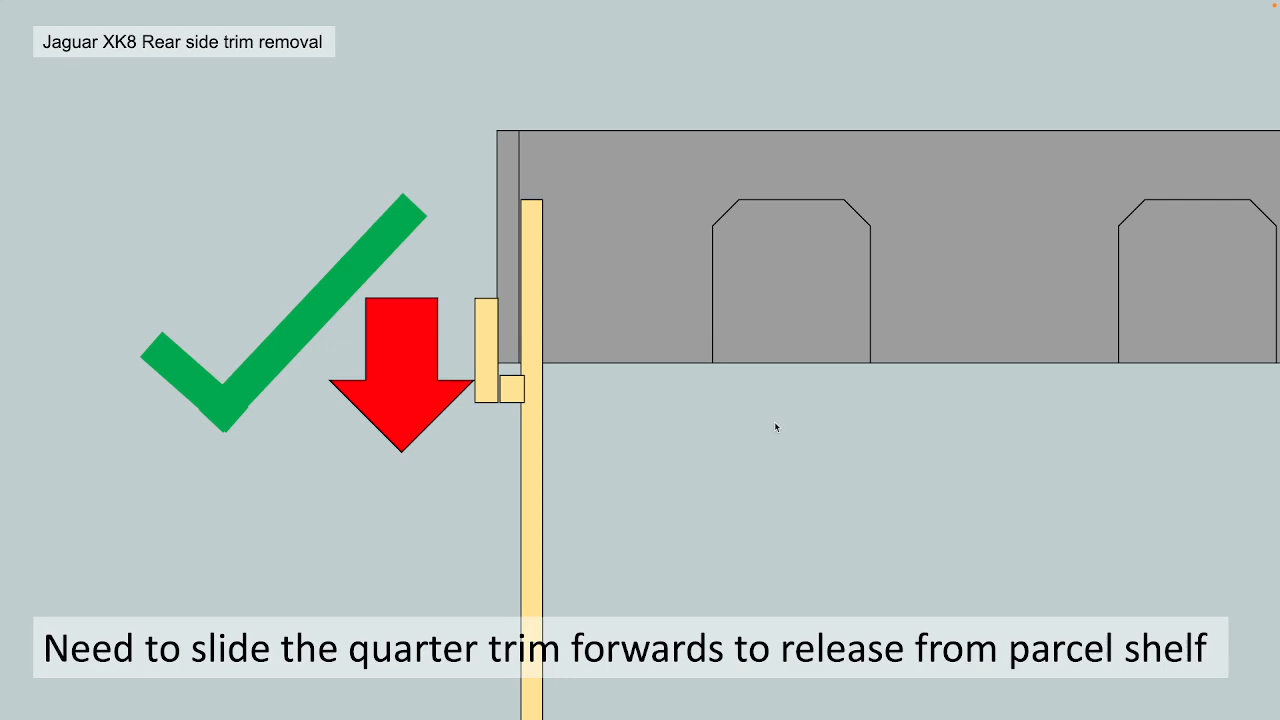 Jaguar XK8 Rear side trim removal
Need to slide the quarter trim forwards to release from parcel shelf